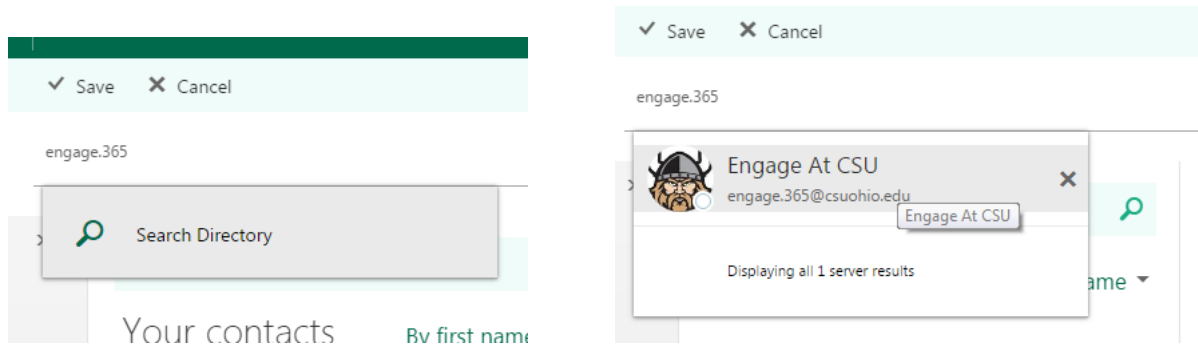 Save Cancel
engage.365
Search Directory
Your contacts By first name
Save Cancel
engage.365
Engage At CSU
engage.365@csuohio.edu
Engage At CSU
Displaying all 1 server results
ame